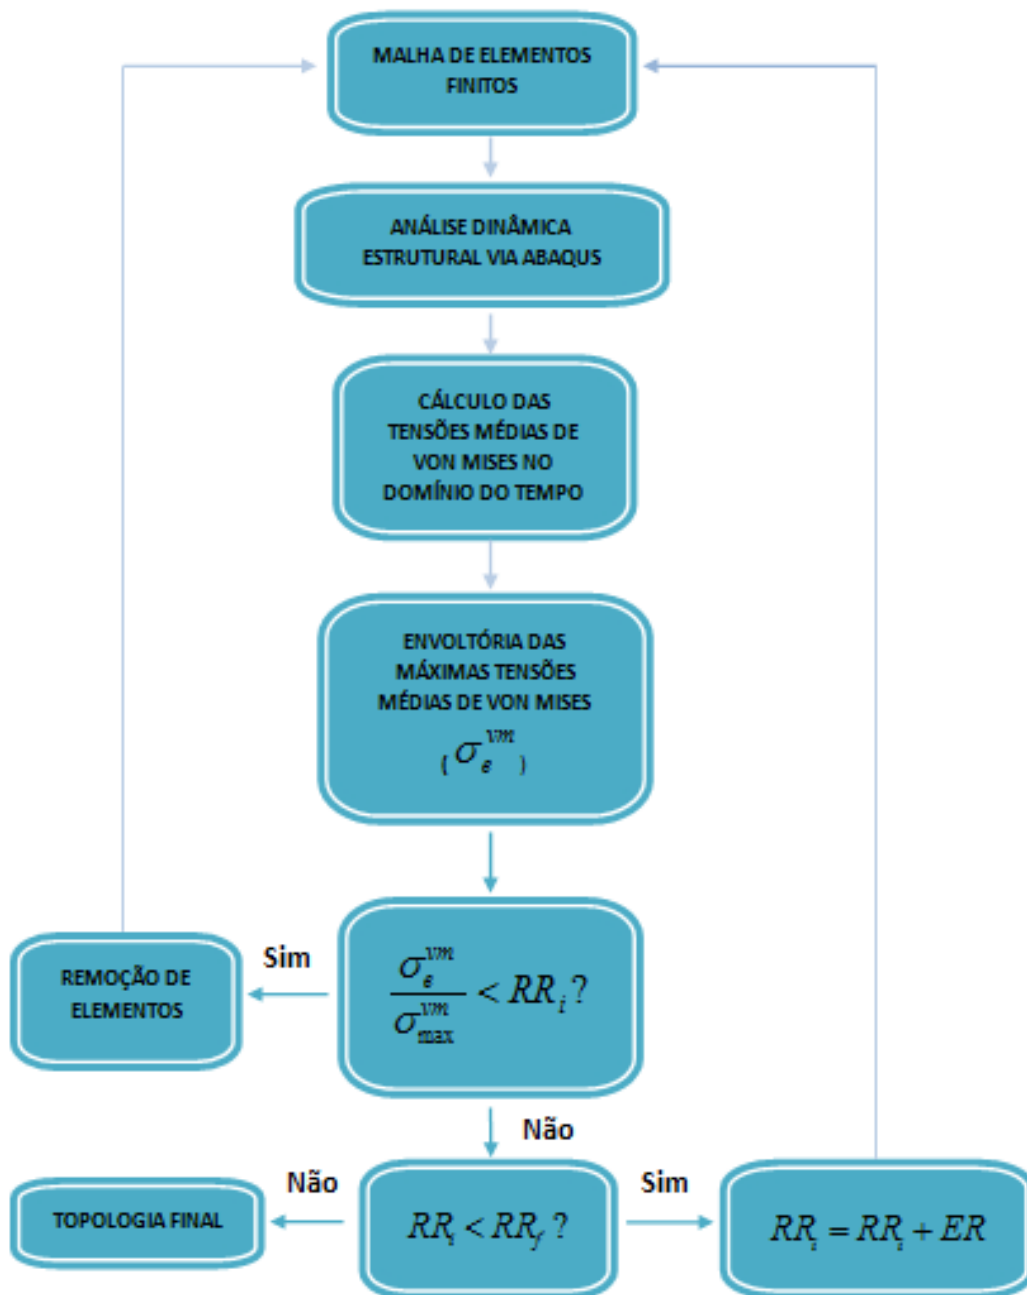 MALHA DE ELEMENTOS
FINITOS
ANÁLISE DINÂMICA
ESTRUTURAL VIA ABAQUS
CÁLCULO DAS
TENSÕES MÉDIAS DE
VON MISES NO
DOMÍNIO DO TEMPO
ENVOLTÓRIA DAS
MÁXIMAS TENSÕES
MÉDIAS DE VON MISES
( σ_e^{vm} )
Sim
REMOÇÃO DE
ELEMENTOS
σ_e^{vm} / σ_{max}^{vm} < RR_i ?
Não
Não
TOPOLOGIA FINAL
RR_i < RR_f ?
Sim
RR_i = RR_i + ER